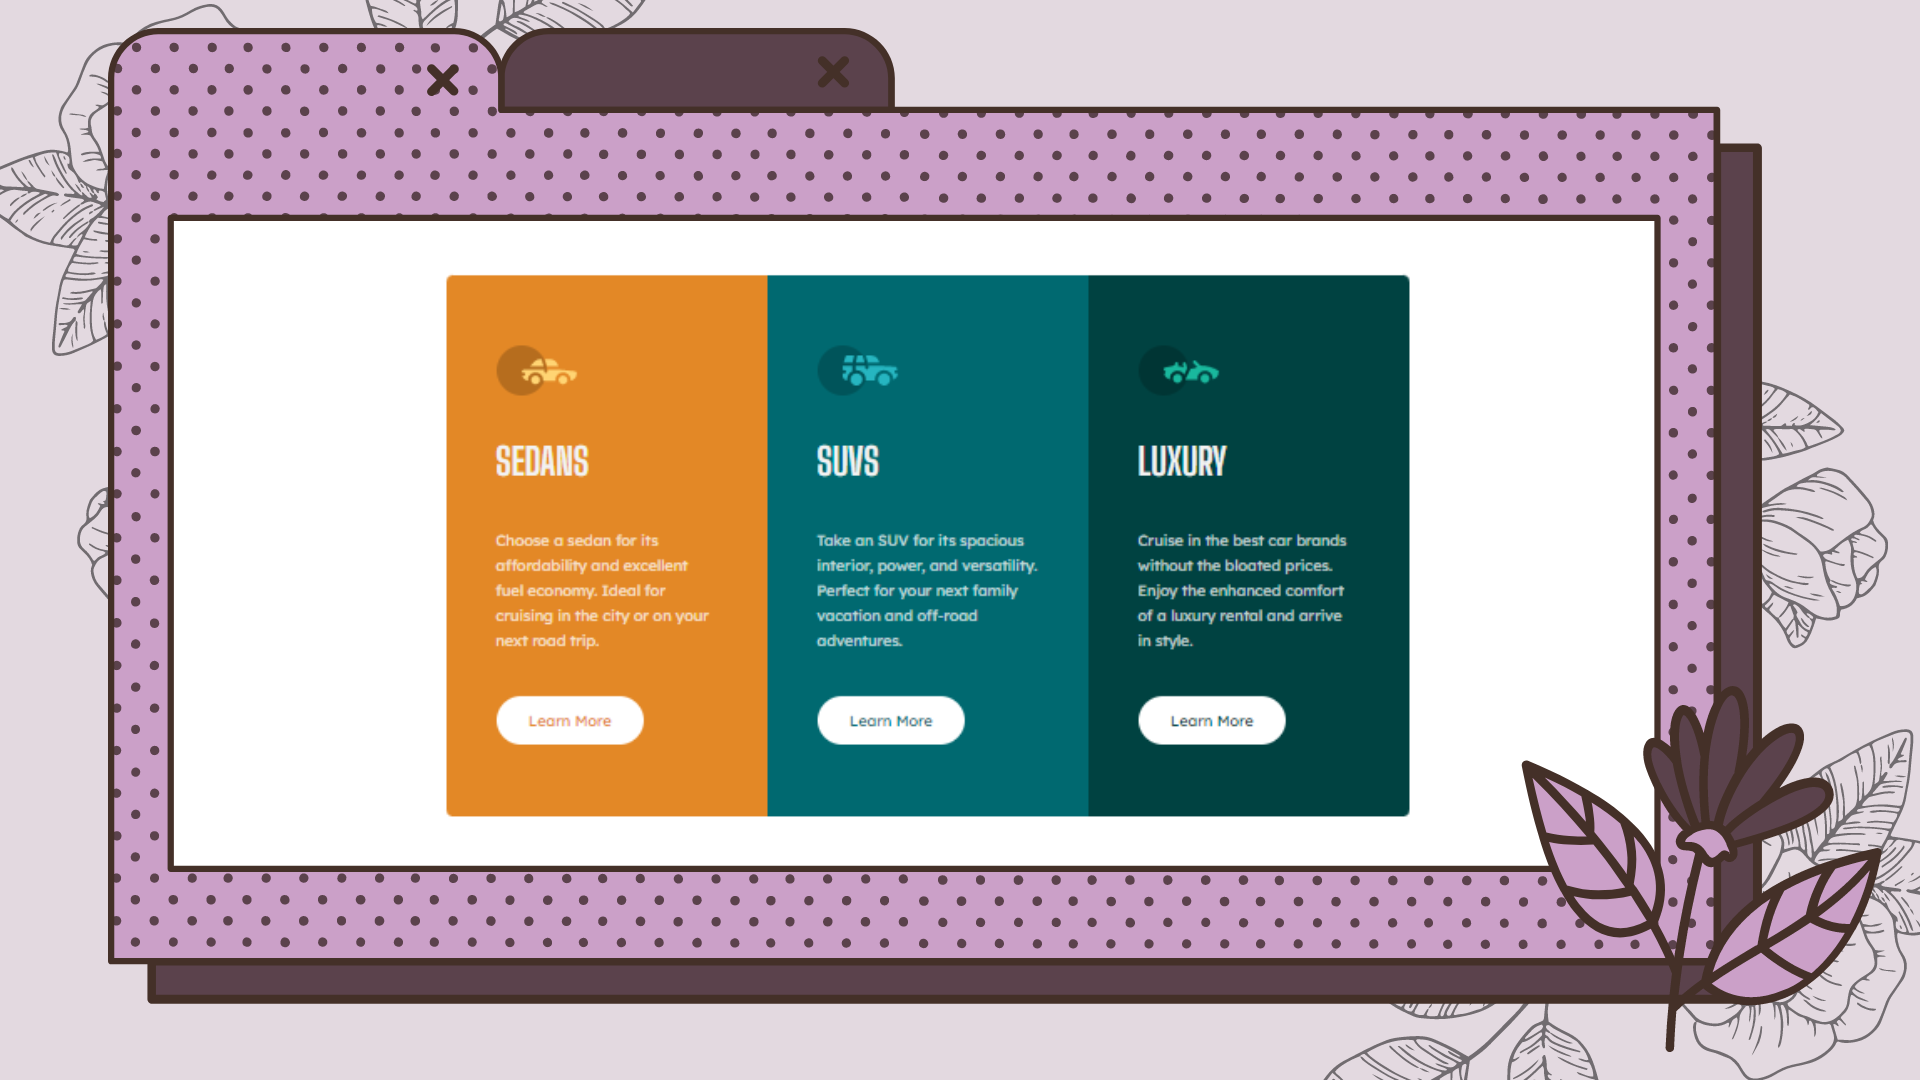 SEDANS
Choose a sedan for its
affordability and excellent
fuel economy. Ideal for
cruising in the city or on your
next road trip.
Learn More
SUVS
Take an SUV for its spacious
interior, power, and versatility.
Perfect for your next family
vacation and off-road
adventures.
Learn More
LUXURY
Cruise in the best car brands
without the bloated prices.
Enjoy the enhanced comfort
of a luxury rental and arrive
in style.
Learn More